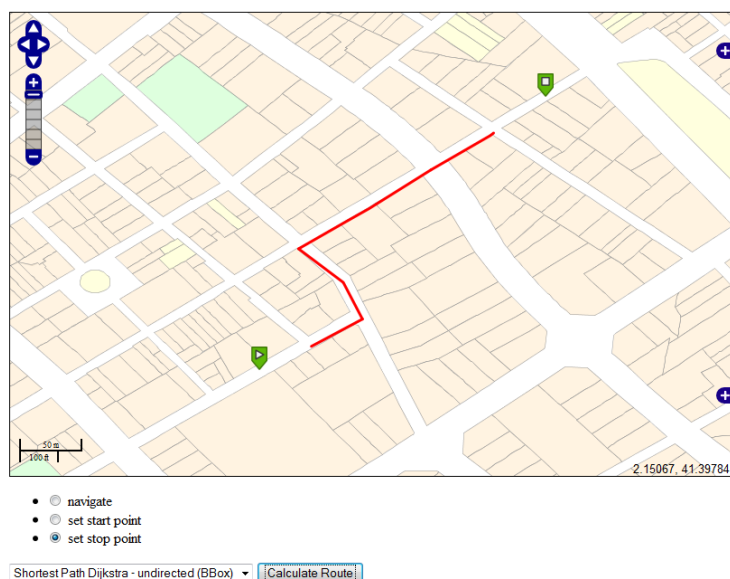 50 m
100 ft
2.15067, 41.39784
navigate
set start point
set stop point
Shortest Path Dijkstra - undirected (BBox) Calculate Route